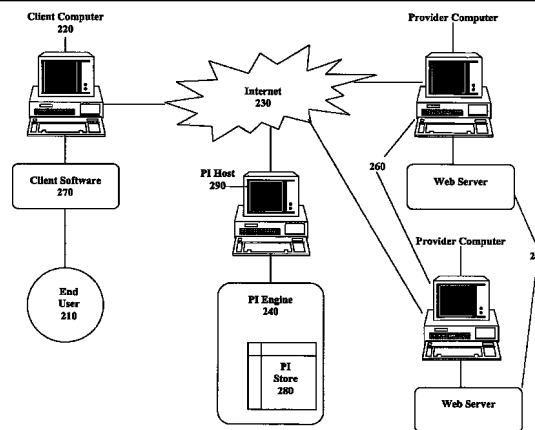 Client Computer
220
Provider Computer
Internet
230
PI Host
290
260
Client Software
270
Web Server
Provider Computer
End
User
210
PI Engine
240
PI
Store
280
Web Server